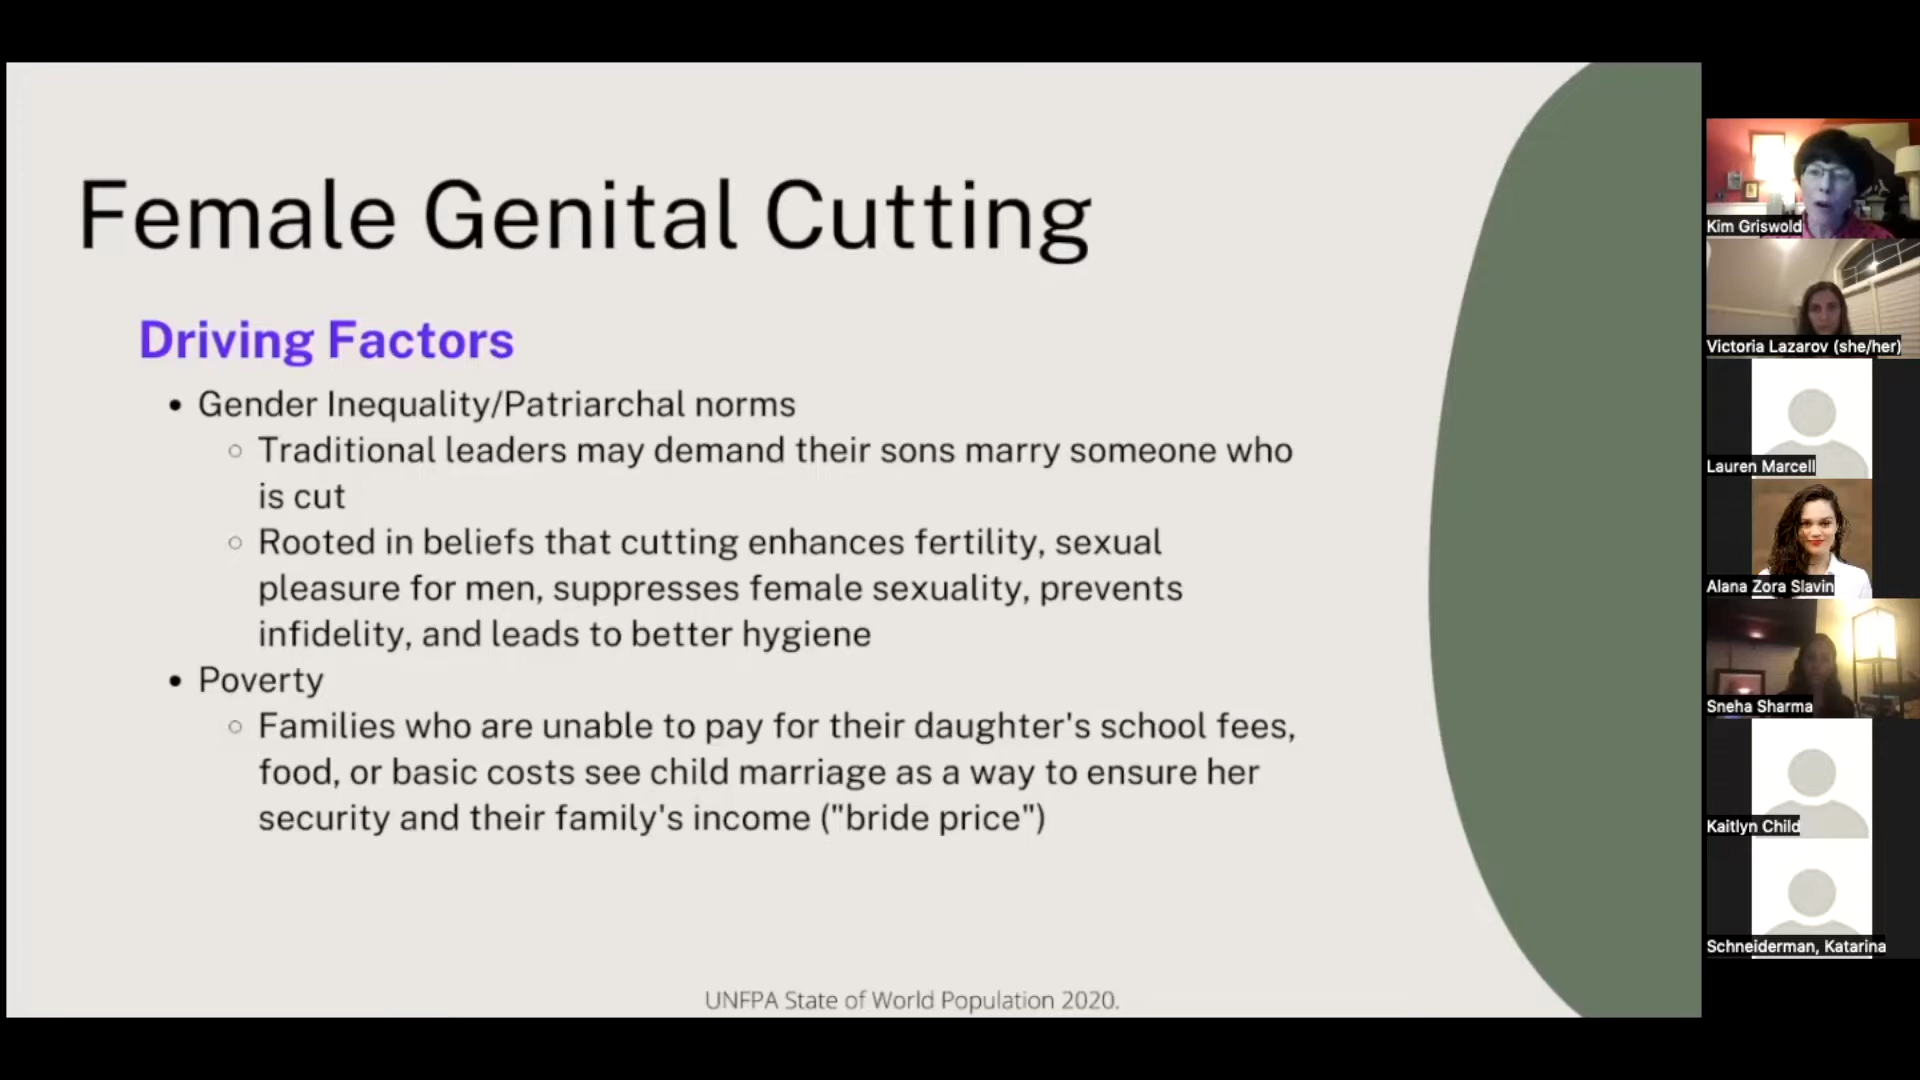 Female Genital Cutting
Driving Factors
• Gender Inequality/Patriarchal norms
○ Traditional leaders may demand their sons marry someone who
is cut
○ Rooted in beliefs that cutting enhances fertility, sexual
pleasure for men, suppresses female sexuality, prevents
infidelity, and leads to better hygiene
• Poverty
○ Families who are unable to pay for their daughter's school fees,
food, or basic costs see child marriage as a way to ensure her
security and their family's income ("bride price")
UNFPA State of World Population 2020.
Kim Griswold
Victoria Lazarov (she/her)
Lauren Marcell
Alana Zora Slavin
Sneha Sharma
Kaitlyn Child
Schneiderman, Katarina